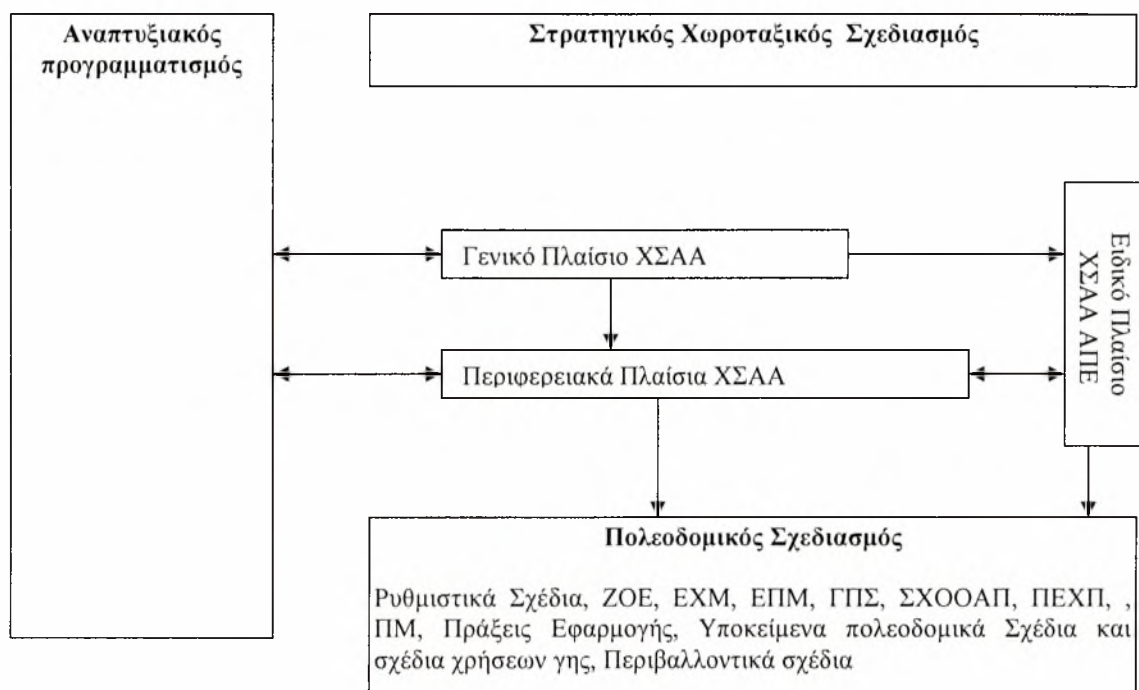 Αναπτυξιακός
προγραμματισμός
Στρατηγικός Χωροταξικός Σχεδιασμός
Γενικό Πλαίσιο ΧΣΑΑ
Ειδικό Πλαίσιο
ΧΣΑΑ ΑΠΕ
Περιφερειακά Πλαίσια ΧΣΑΑ
Πολεοδομικός Σχεδιασμός
Ρυθμιστικά Σχέδια, ΖΟΕ, ΕΧΜ, ΕΠΜ, ΓΠΣ, ΣΧΟΟΑΠ, ΠΕΧΠ, ,
ΠΜ, Πράξεις Εφαρμογής, Υποκείμενα πολεοδομικά Σχέδια και
σχέδια χρήσεων γης, Περιβαλλοντικά σχέδια